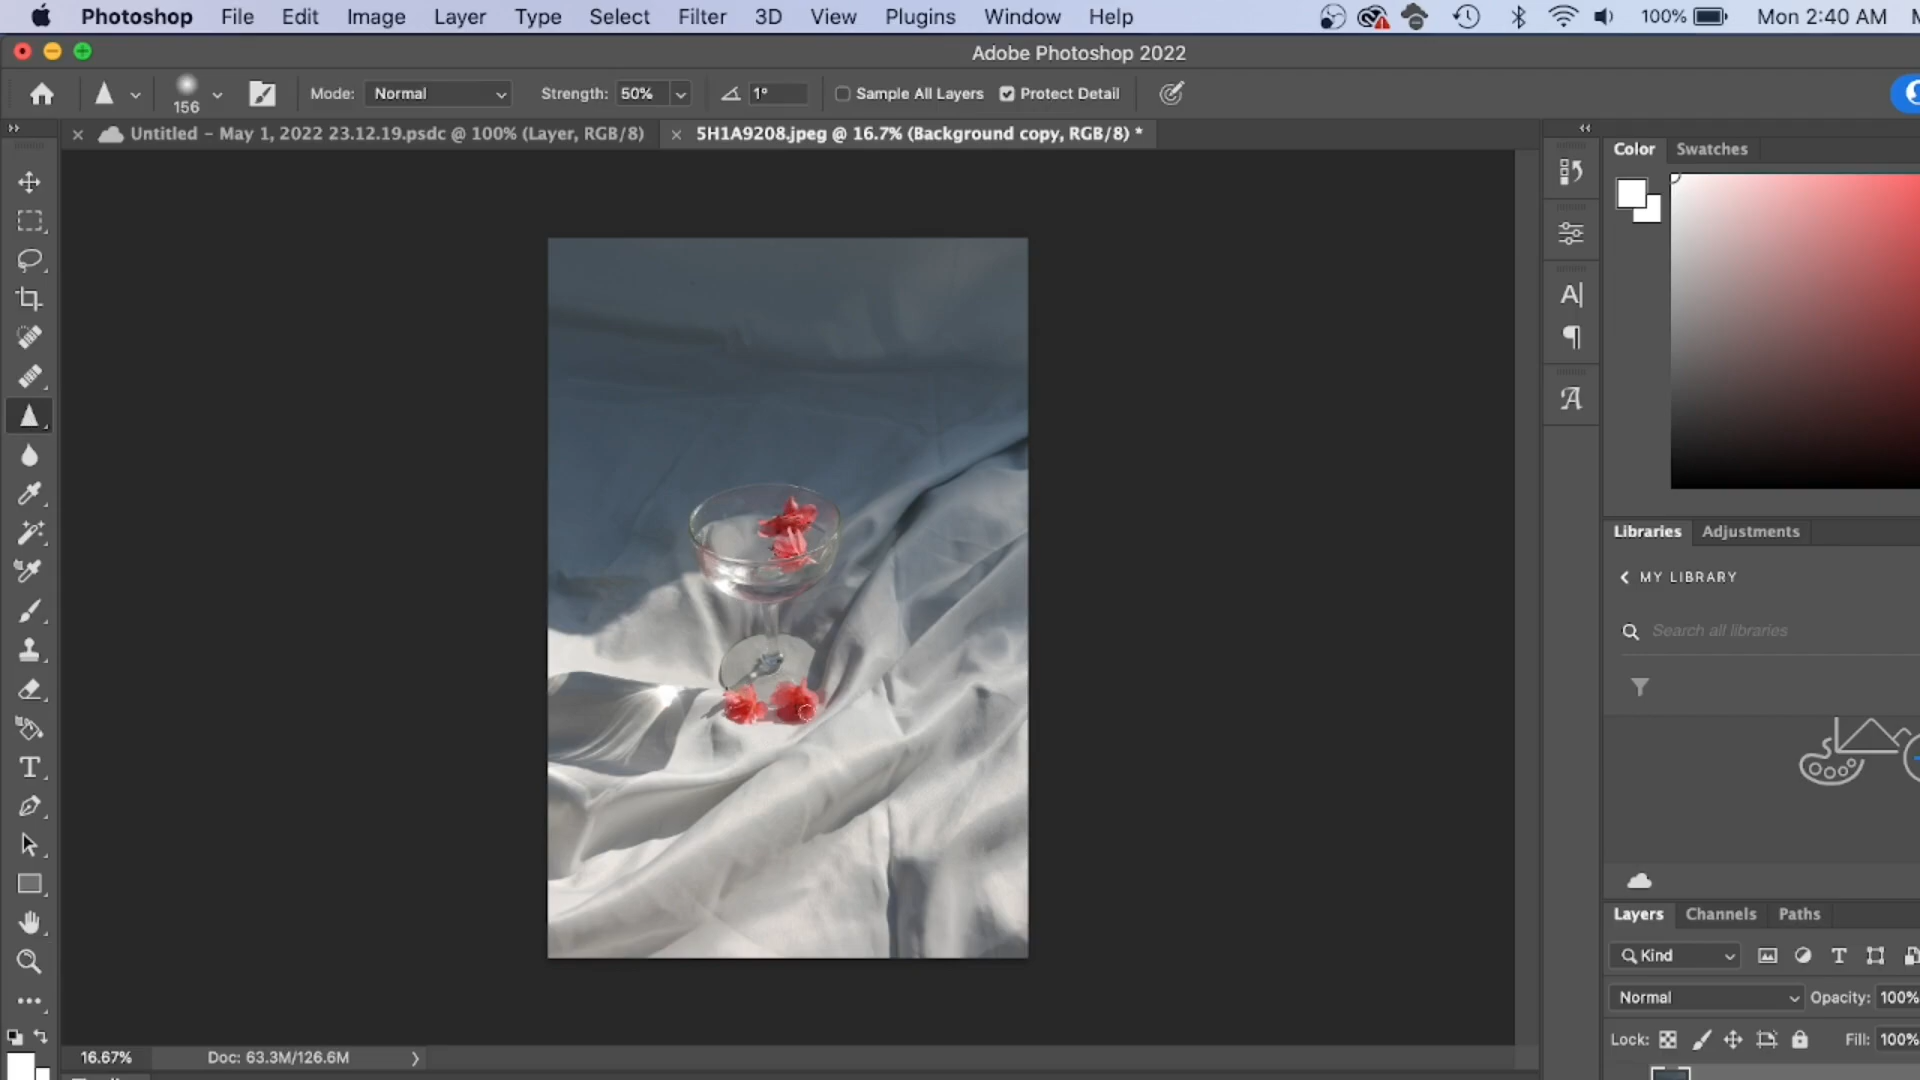 Photoshop File Edit Image Layer Type Select Filter 3D View Plugins Window Help 100% Mon 2:40 AM
Adobe Photoshop 2022
156 Mode: Normal Strength: 50% 1° Sample All Layers Protect Detail
Untitled - May 1, 2022 23.12.19.psdc @ 100% (Layer, RGB/8) 5H1A9208.jpeg @ 16.7% (Background copy, RGB/8) *
Color Swatches
Libraries Adjustments
MY LIBRARY
Search all libraries
Layers Channels Paths
Kind
Normal Opacity: 100%
Lock: Fill: 100%
16.67% Doc: 63.3M/126.6M